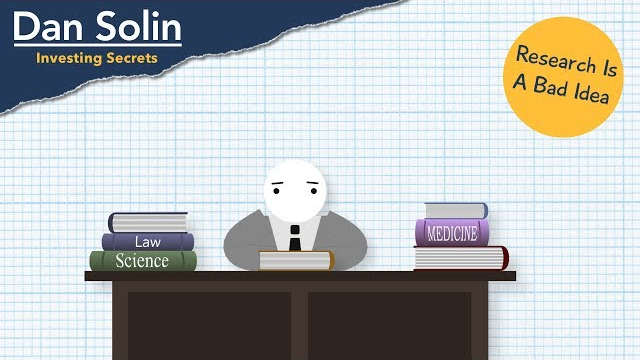 Dan Solin
Investing Secrets
Research Is
A Bad Idea
Law
Science
MEDICINE